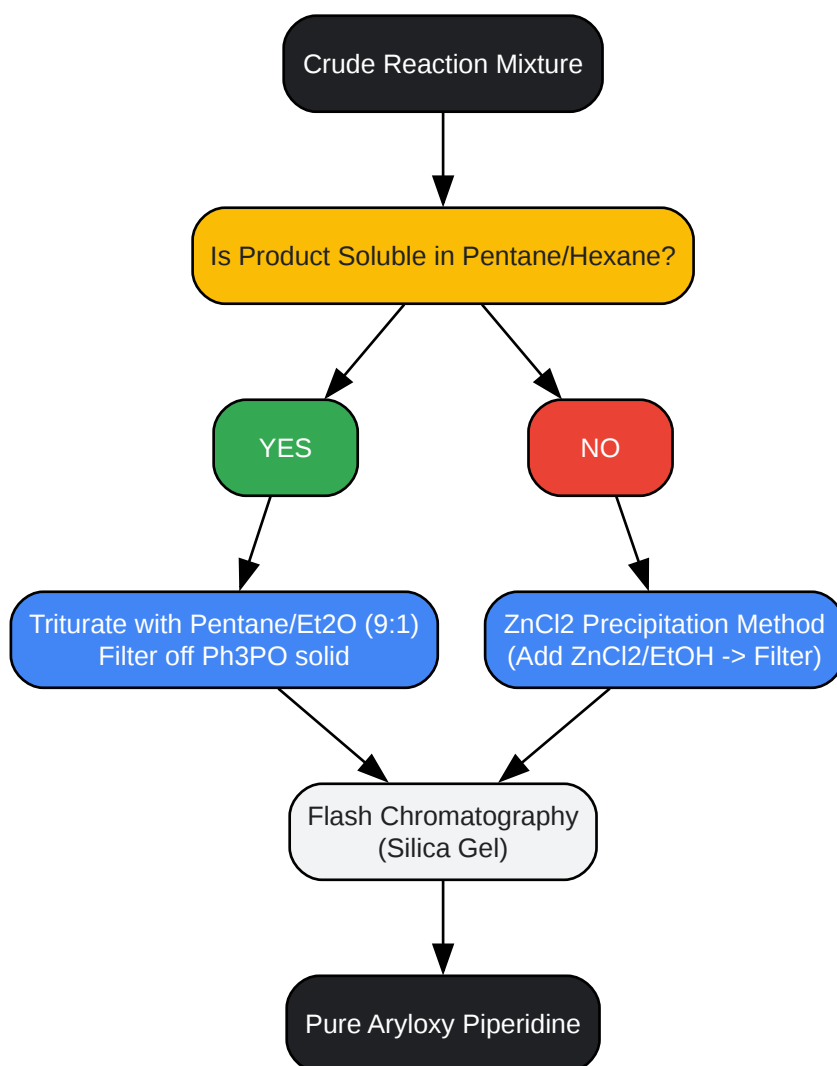 Crude Reaction Mixture
Is Product Soluble in Pentane/Hexane?
YES
NO
Triturate with Pentane/Et2O (9:1)
Filter off Ph3PO solid
ZnCl2 Precipitation Method
(Add ZnCl2/EtOH -> Filter)
Flash Chromatography
(Silica Gel)
Pure Aryloxy Piperidine